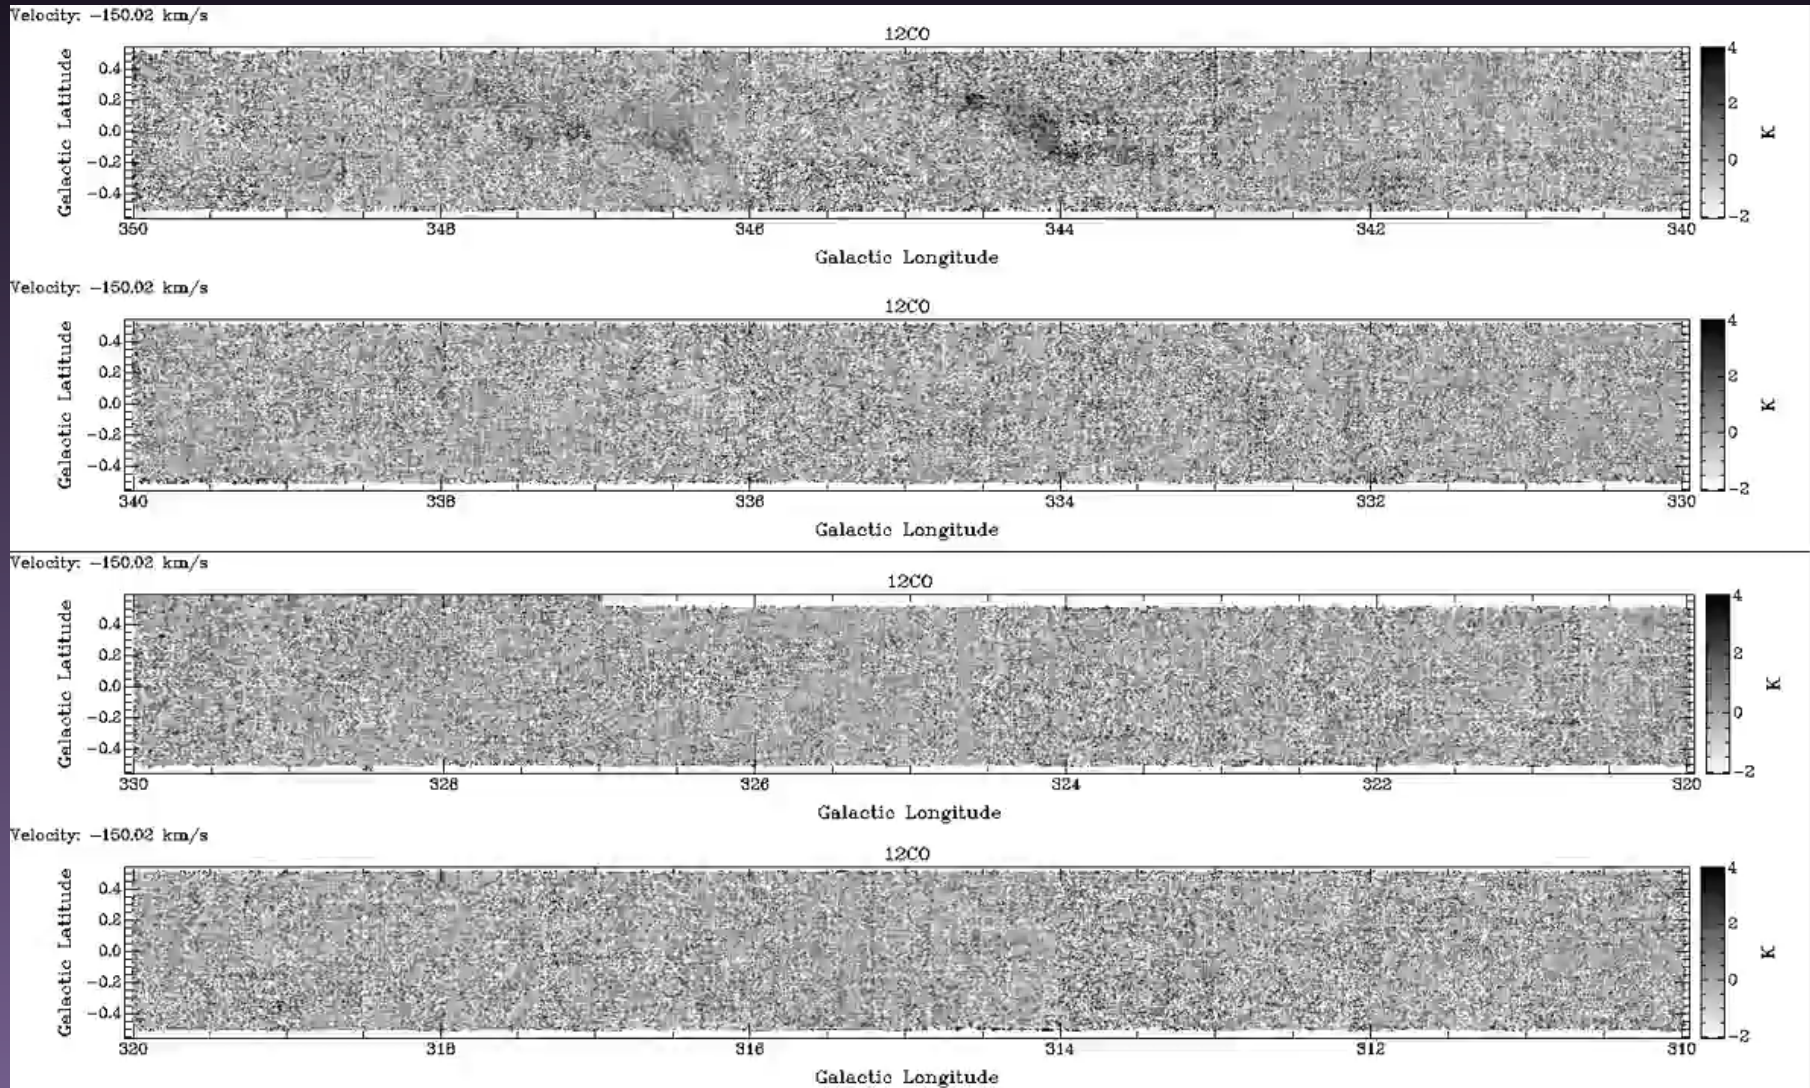 Velocity: −150.02 km/s
12CO
Galactic Latitude
0.4
0.2
0.0
−0.2
−0.4
350 348 346 344 342 340
Galactic Longitude
4
2
0
−2
K
Velocity: −150.02 km/s
12CO
Galactic Latitude
0.4
0.2
0.0
−0.2
−0.4
340 338 336 334 332 330
Galactic Longitude
4
2
0
−2
K
Velocity: −150.02 km/s
12CO
Galactic Latitude
0.4
0.2
0.0
−0.2
−0.4
330 328 326 324 322 320
Galactic Longitude
4
2
0
−2
K
Velocity: −150.02 km/s
12CO
Galactic Latitude
0.4
0.2
0.0
−0.2
−0.4
320 318 316 314 312 310
Galactic Longitude
4
2
0
−2
K